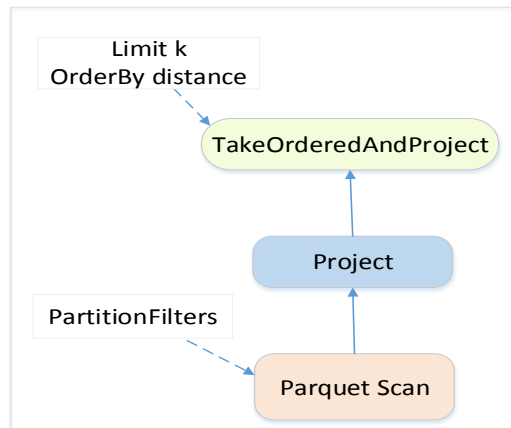 Limit k
OrderBy distance
TakeOrderedAndProject
Project
PartitionFilters
Parquet Scan